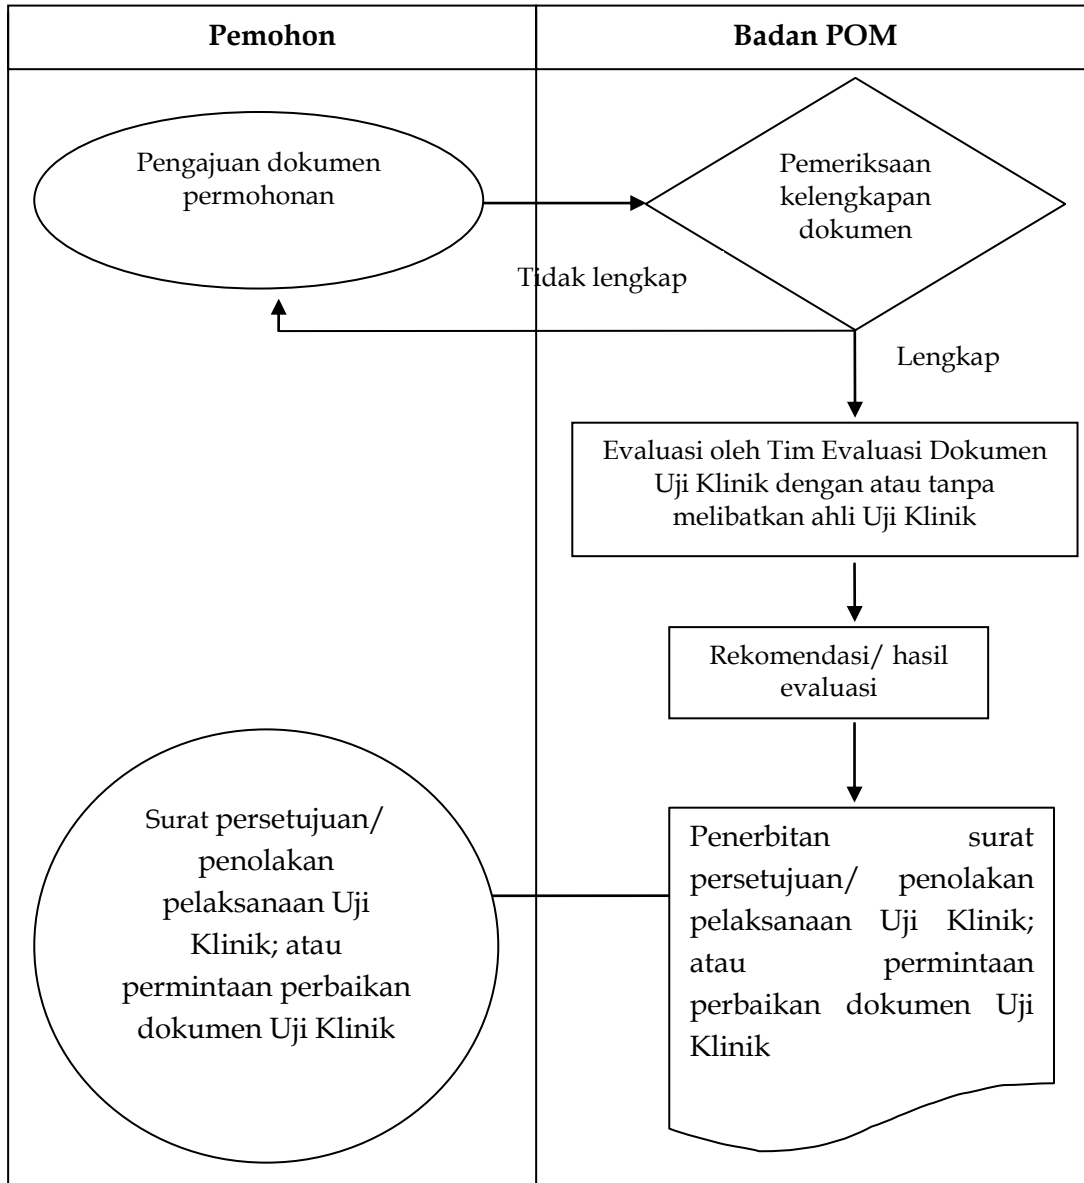 Pemohon
Badan POM
Pengajuan dokumen
permohonan
Pemeriksaan
kelengkapan
dokumen
Tidak lengkap
Lengkap
Evaluasi oleh Tim Evaluasi Dokumen
Uji Klinik dengan atau tanpa
melibatkan ahli Uji Klinik
Rekomendasi/ hasil
evaluasi
Penerbitan surat
persetujuan/ penolakan
pelaksanaan Uji Klinik;
atau permintaan
perbaikan dokumen Uji
Klinik
Surat persetujuan/
penolakan
pelaksanaan Uji
Klinik; atau
permintaan perbaikan
dokumen Uji Klinik